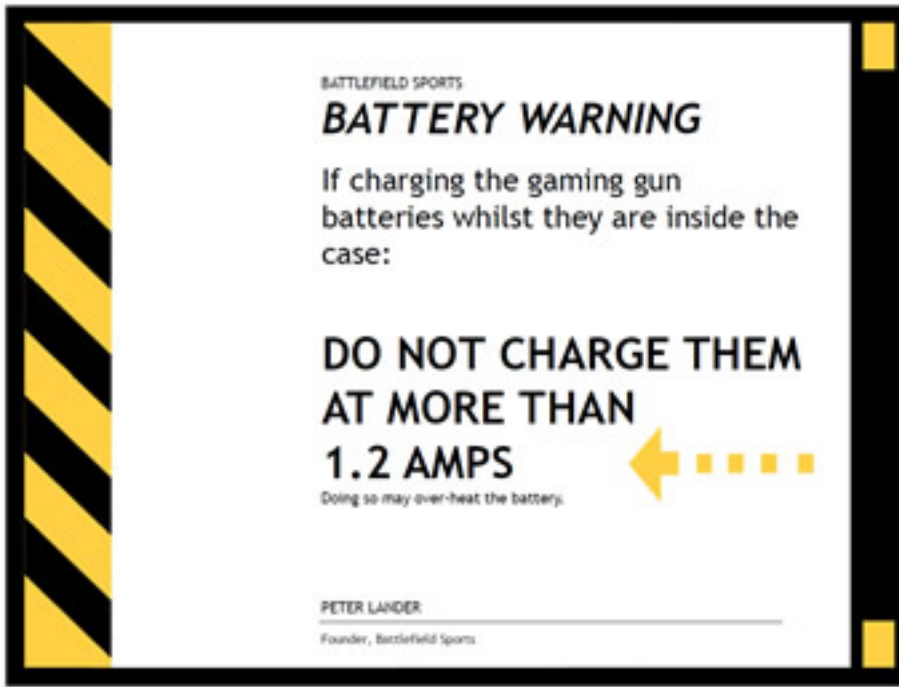 BATTLEFIELD SPORTS
BATTERY WARNING
If charging the gaming gun
batteries whilst they are inside the
case:
DO NOT CHARGE THEM
AT MORE THAN
1.2 AMPS
Doing so may over-heat the battery.
PETER LANDER
Founder, Battlefield Sports